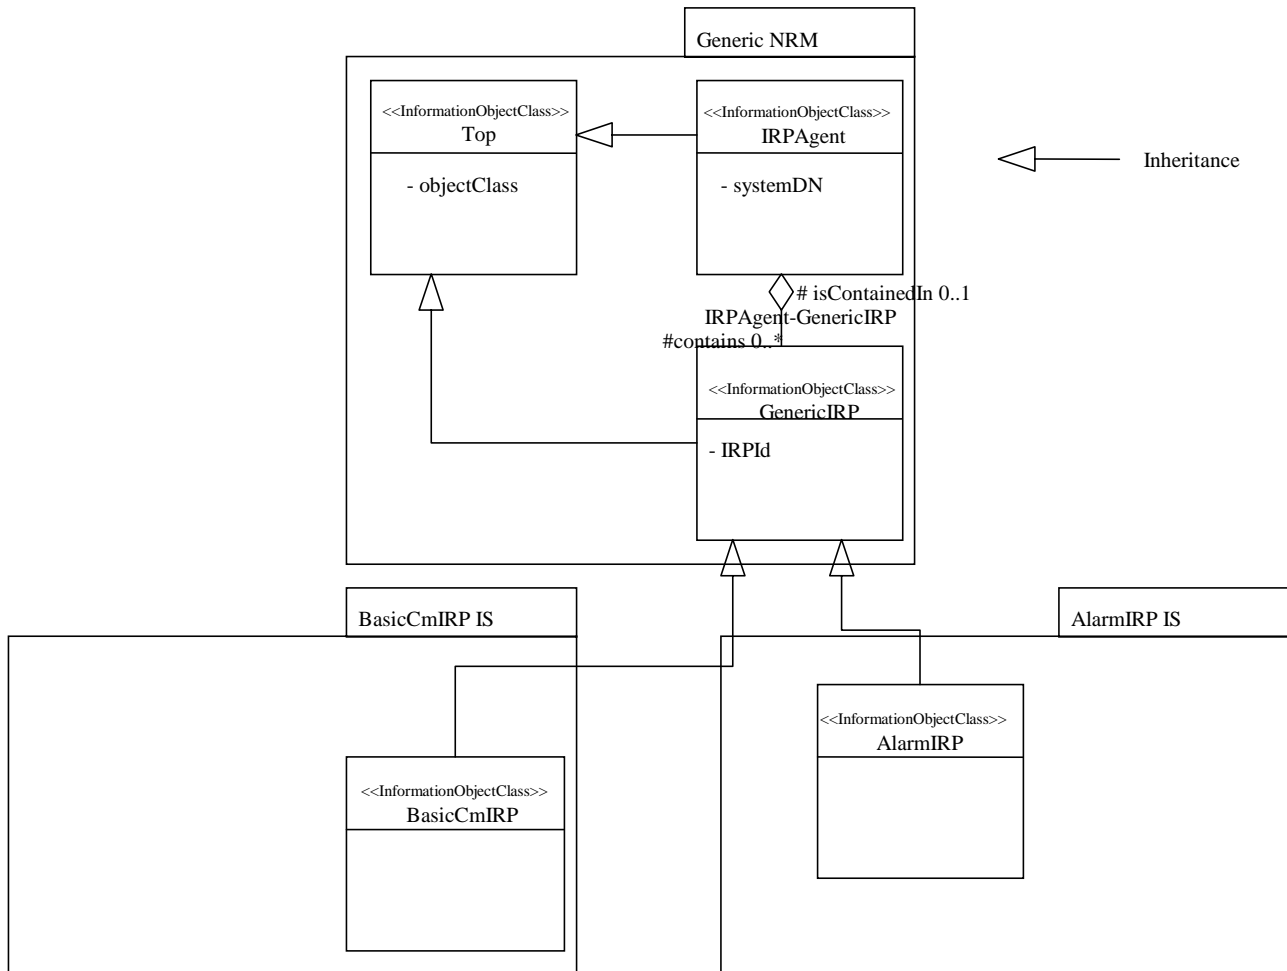 Generic NRM
<<InformationObjectClass>>
Top
- objectClass
<<InformationObjectClass>>
IRPAgent
- systemDN
Inheritance
# isContainedIn 0..1
IRPAgent-GenericIRP
#contains 0..*
<<InformationObjectClass>>
GenericIRP
- IRPId
BasicCmIRP IS
AlarmIRP IS
<<InformationObjectClass>>
AlarmIRP
<<InformationObjectClass>>
BasicCmIRP